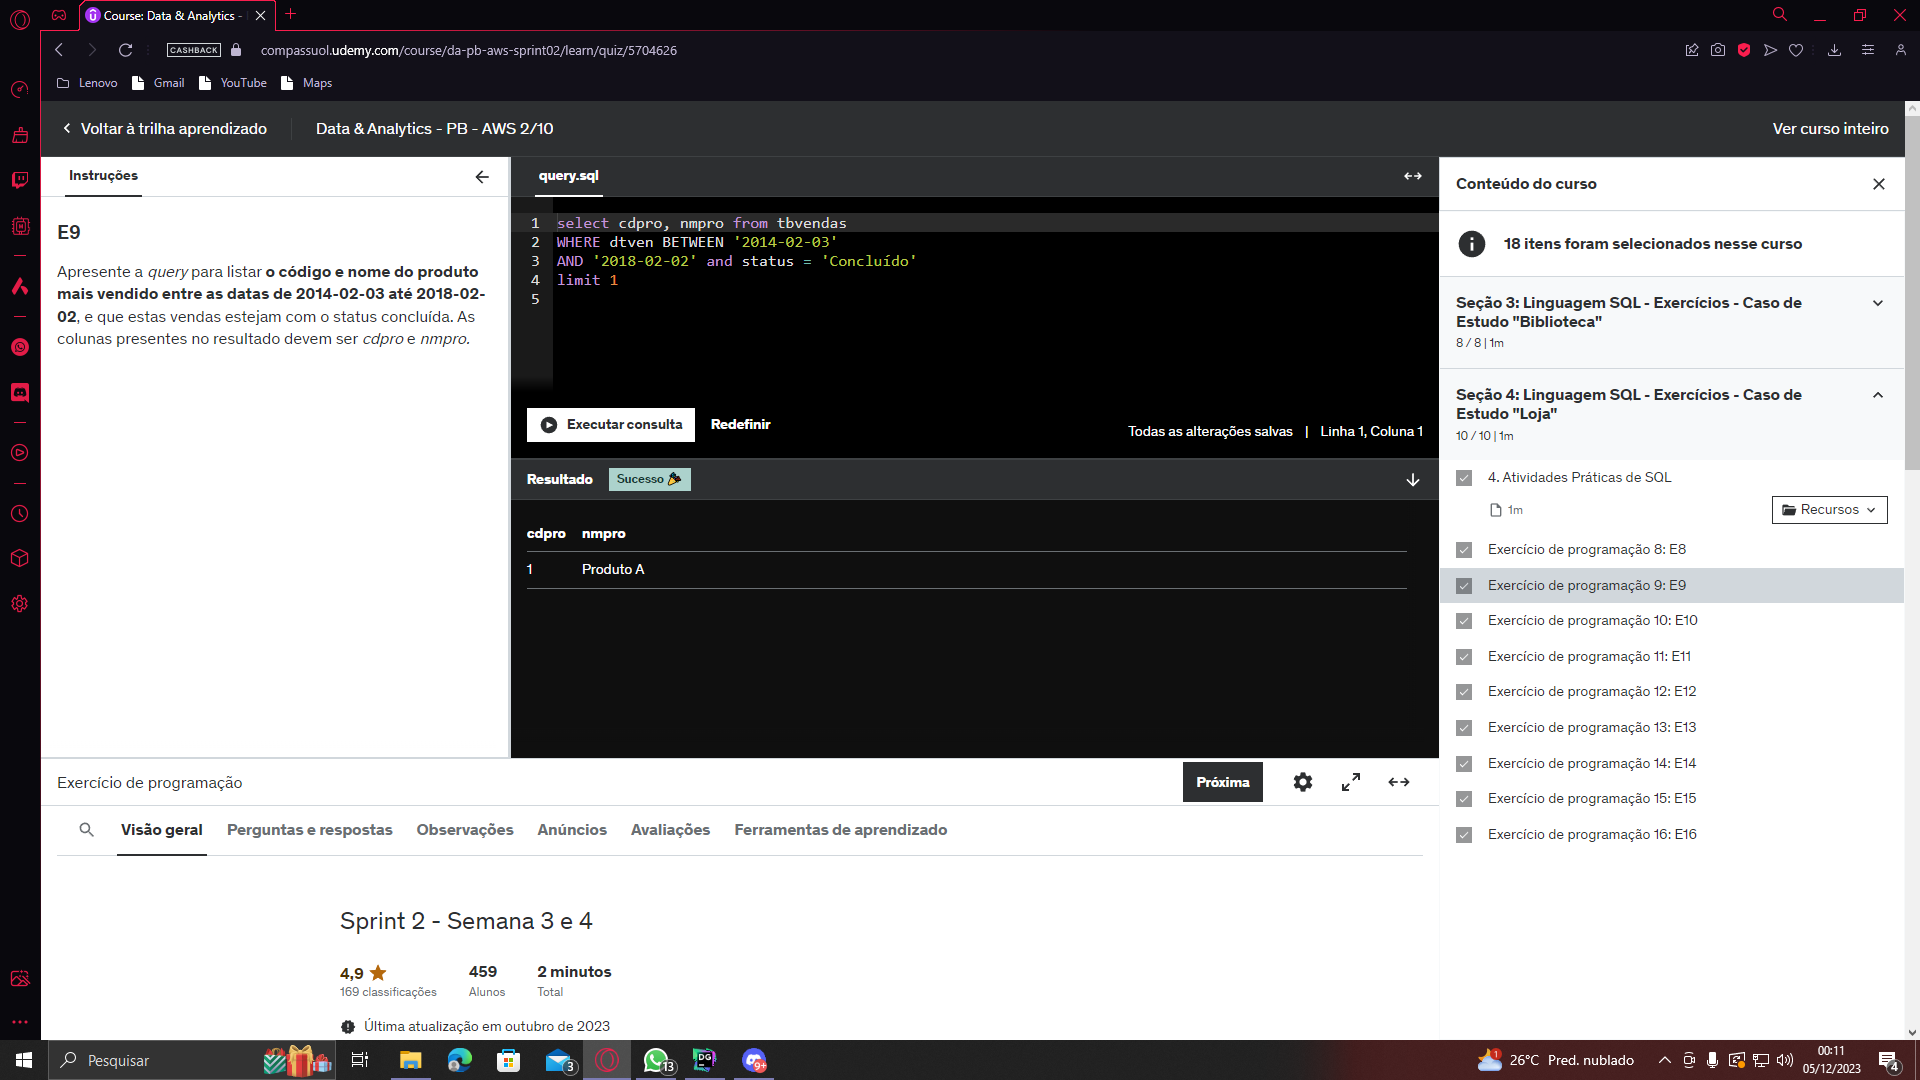 Course: Data & Analytics -
CASHBACK
compassuol.udemy.com/course/da-pb-aws-sprint02/learn/quiz/5704626
Lenovo
Gmail
YouTube
Maps
Voltar à trilha aprendizado
Data & Analytics - PB - AWS 2/10
Ver curso inteiro
Instruções
E9
Apresente a query para listar o código e nome do produto
mais vendido entre as datas de 2014-02-03 até 2018-02-
02, e que estas vendas estejam com o status concluída. As
colunas presentes no resultado devem ser cdpro e nmpro.
query.sql
1 select cdpro, nmpro from tbvendas
2 WHERE dtven BETWEEN '2014-02-03'
3 AND '2018-02-02' and status = 'Concluído'
4 limit 1
5
Executar consulta
Redefinir
Todas as alterações salvas | Linha 1, Coluna 1
Resultado
Sucesso
cdpro nmpro
1 Produto A
Conteúdo do curso
18 itens foram selecionados nesse curso
Seção 3: Linguagem SQL - Exercícios - Caso de
Estudo "Biblioteca"
8 / 8 | 1m
Seção 4: Linguagem SQL - Exercícios - Caso de
Estudo "Loja"
10 / 10 | 1m
4. Atividades Práticas de SQL
1m
Recursos
Exercício de programação 8: E8
Exercício de programação 9: E9
Exercício de programação 10: E10
Exercício de programação 11: E11
Exercício de programação 12: E12
Exercício de programação 13: E13
Exercício de programação 14: E14
Exercício de programação 15: E15
Exercício de programação 16: E16
Exercício de programação
Próxima
Visão geral
Perguntas e respostas
Observações
Anúncios
Avaliações
Ferramentas de aprendizado
Sprint 2 - Semana 3 e 4
4,9
169 classificações
459
Alunos
2 minutos
Total
Última atualização em outubro de 2023
Pesquisar
3
13
DG
9+
1
26°C Pred. nublado
00:11
05/12/2023
4